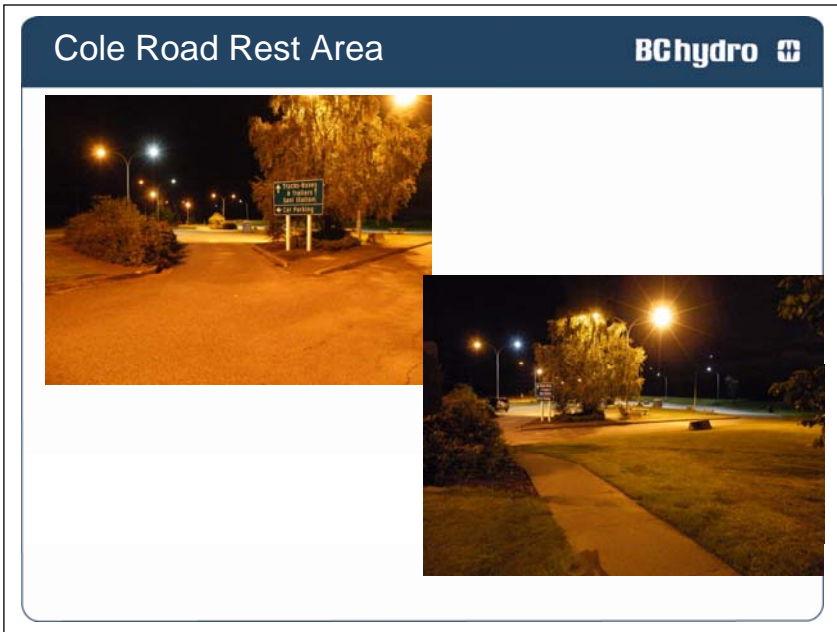 Cole Road Rest Area
BChydro
Trucks-Buses
& Trailers
Sani Station
Car Parking